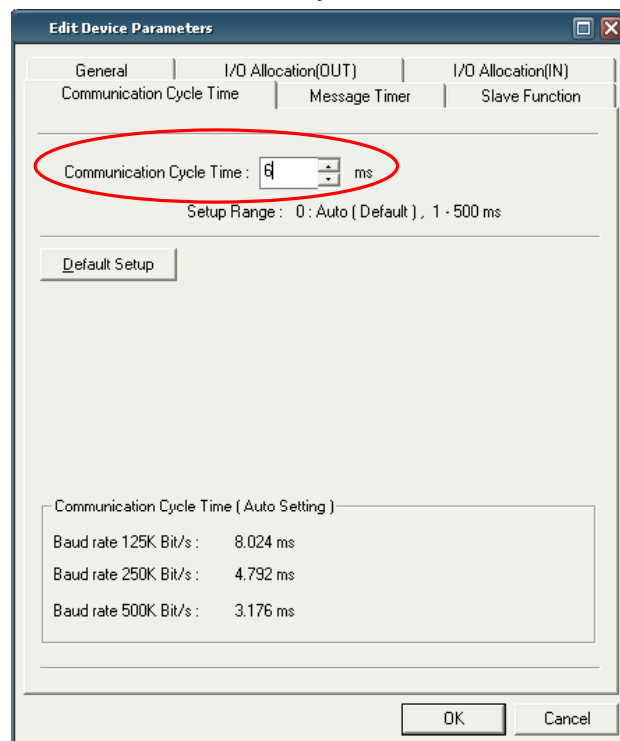 Edit Device Parameters
General I/O Allocation(OUT) I/O Allocation(IN)
Communication Cycle Time Message Timer Slave Function
Communication Cycle Time : 6 ms
Setup Range : 0 : Auto ( Default ) , 1 - 500 ms
Default Setup
Communication Cycle Time ( Auto Setting )
Baud rate 125K Bit/s : 8.024 ms
Baud rate 250K Bit/s : 4.792 ms
Baud rate 500K Bit/s : 3.176 ms
OK Cancel